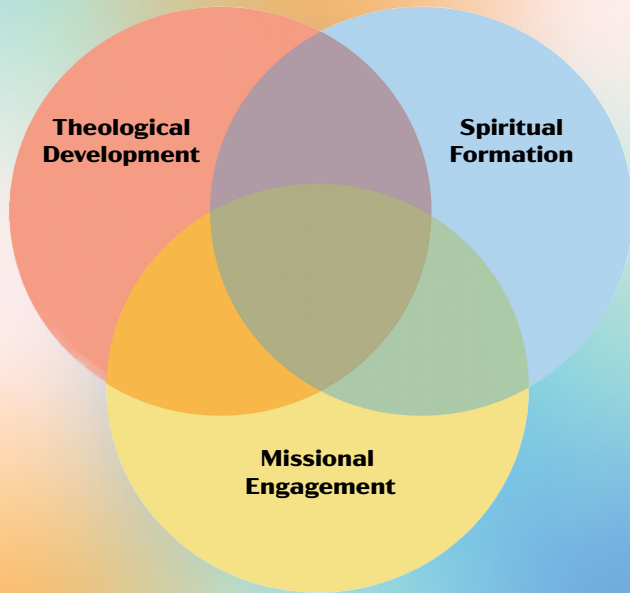 Theological
Development
Spiritual
Formation
Missional
Engagement